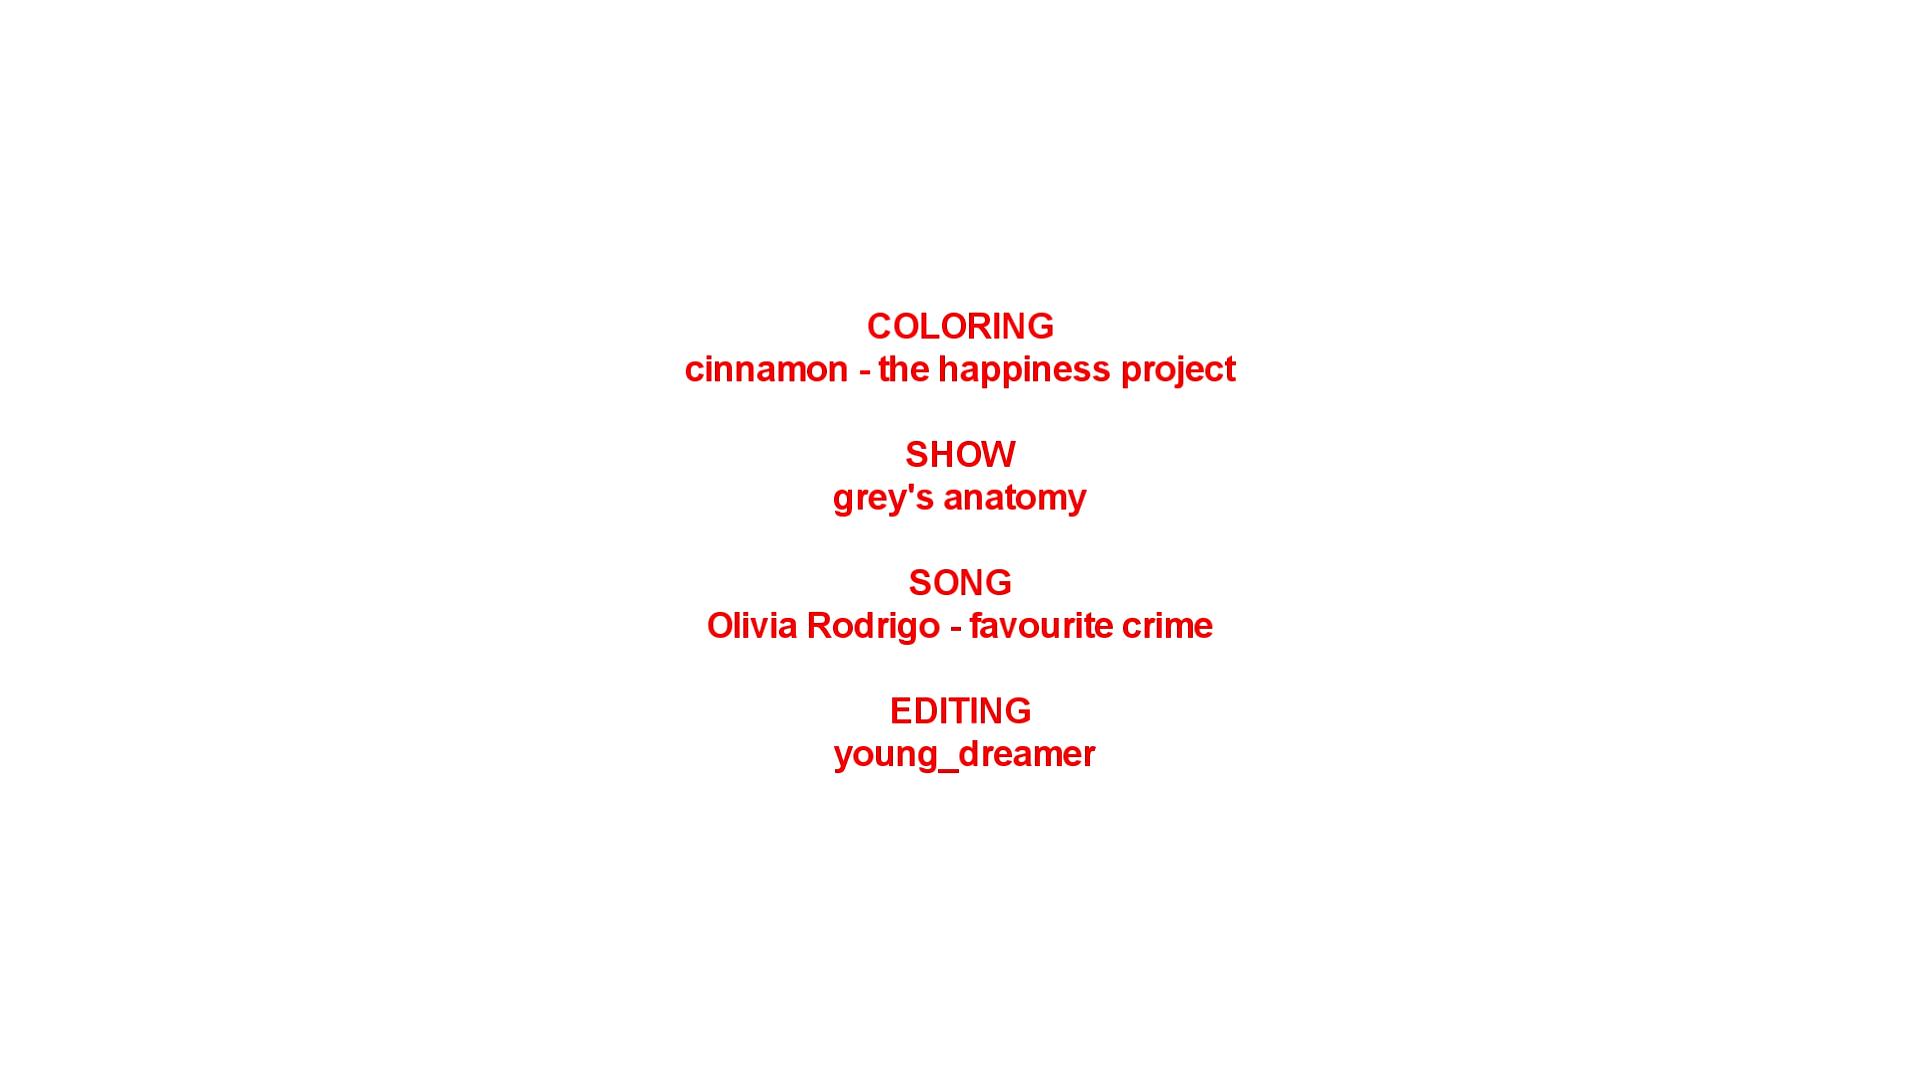 COLORING
cinnamon - the happiness project
SHOW
grey's anatomy
SONG
Olivia Rodrigo - favourite crime
EDITING
young_dreamer